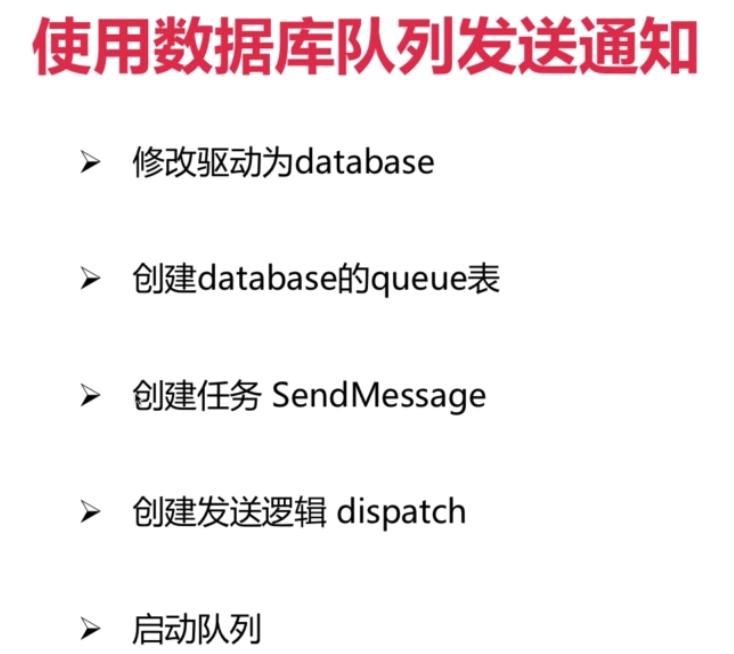 使用数据库队列发送通知
修改驱动为database
创建database的queue表
创建任务 SendMessage
创建发送逻辑 dispatch
启动队列